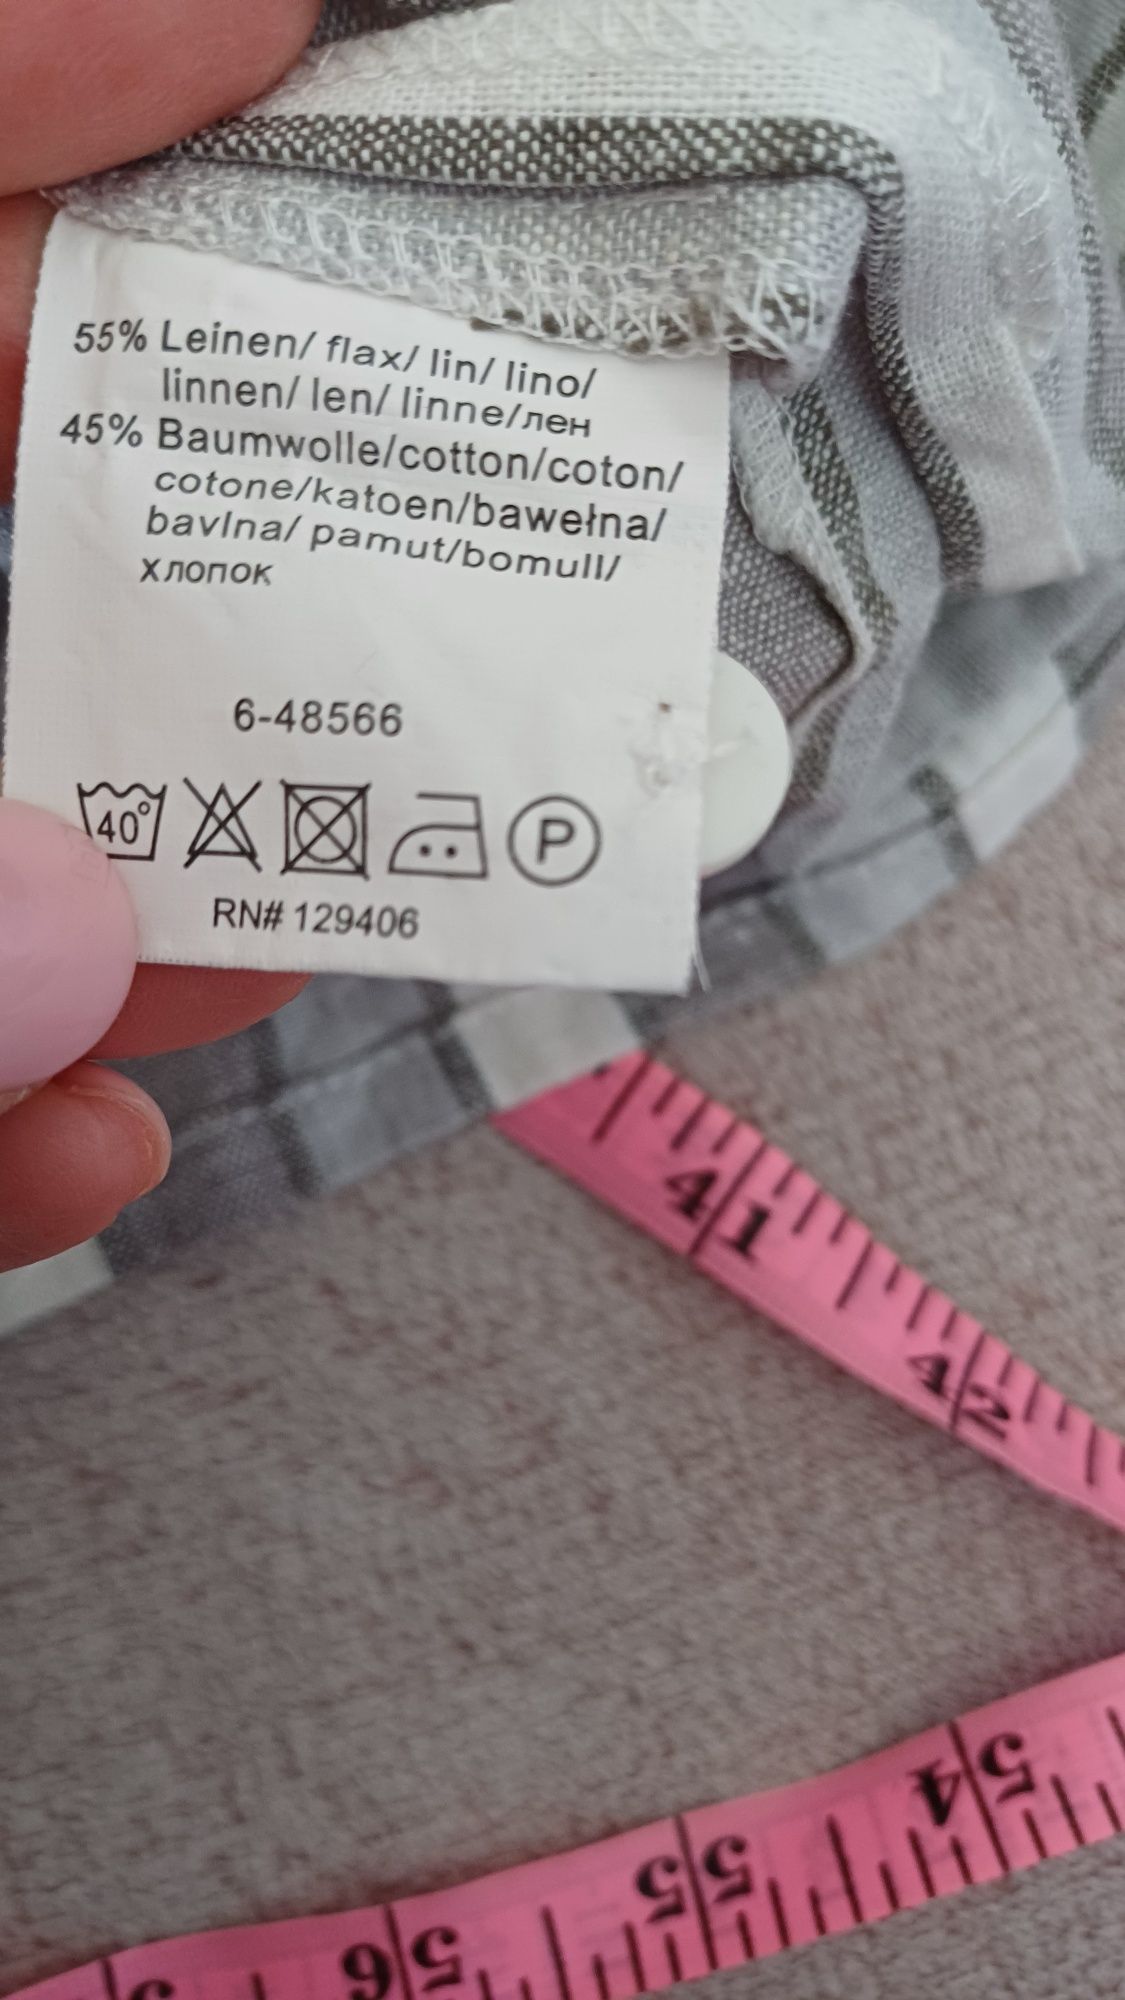 55% Leinen/ flax/ lin/ lino/
linnen/ len/ linne/лен
45% Baumwolle/cotton/coton/
cotone/katoen/bawełna/
bavlna/ pamut/bomull/
хлопок
6-48566
40°
P
RN# 129406
41
42
54
55
56